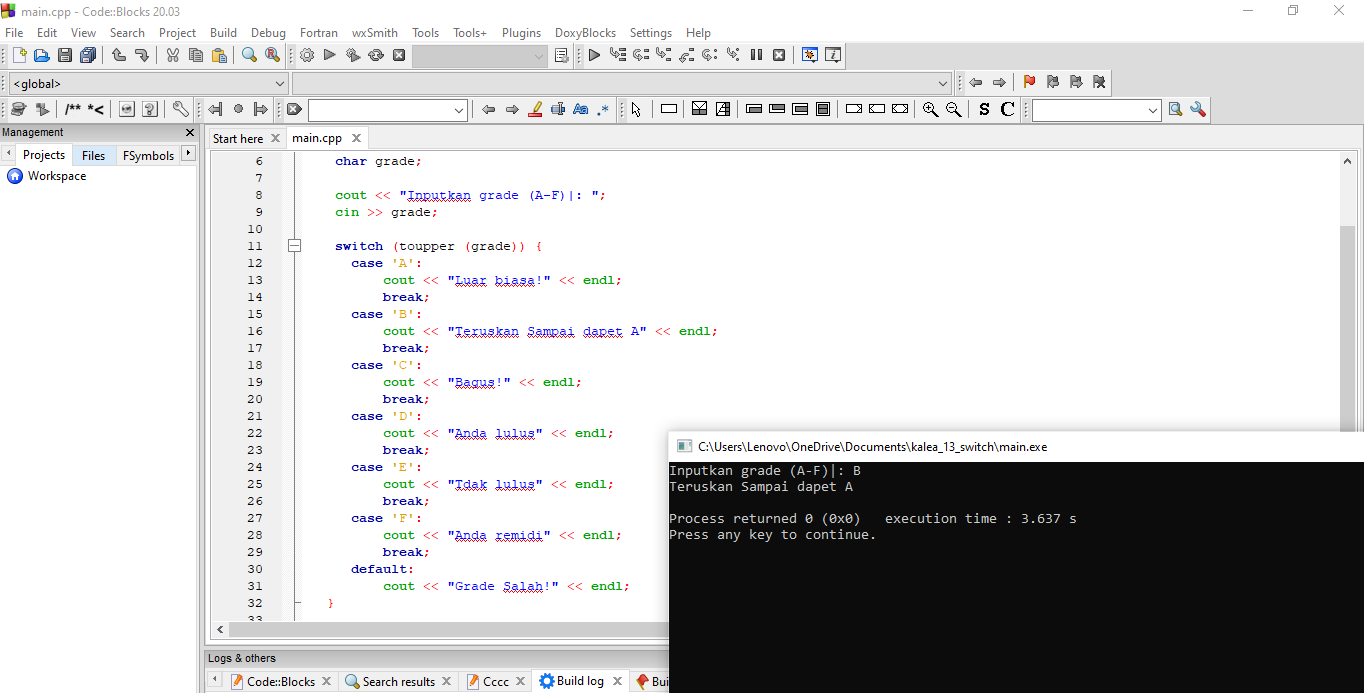 main.cpp - Code::Blocks 20.03
File Edit View Search Project Build Debug Fortran wxSmith Tools Tools+ Plugins DoxyBlocks Settings Help
<global>
/** *< Aa .* S C
Management
Start here main.cpp
Projects Files FSymbols
Workspace
6 char grade;
7
8 cout << "Inputkan grade (A-F)|: ";
9 cin >> grade;
10
11 switch (toupper (grade)) {
12 case 'A':
13 cout << "Luar biasa!" << endl;
14 break;
15 case 'B':
16 cout << "Teruskan Sampai dapet A" << endl;
17 break;
18 case 'C':
19 cout << "Bagus!" << endl;
20 break;
21 case 'D':
22 cout << "Anda lulus" << endl;
23 break;
24 case 'E':
25 cout << "Tdak lulus" << endl;
26 break;
27 case 'F':
28 cout << "Anda remidi" << endl;
29 break;
30 default:
31 cout << "Grade Salah!" << endl;
32 }
33
C:\Users\Lenovo\OneDrive\Documents\kalea_13_switch\main.exe
Inputkan grade (A-F)|: B
Teruskan Sampai dapet A
Process returned 0 (0x0) execution time : 3.637 s
Press any key to continue.
Logs & others
Code::Blocks Search results Cccc Build log Bui